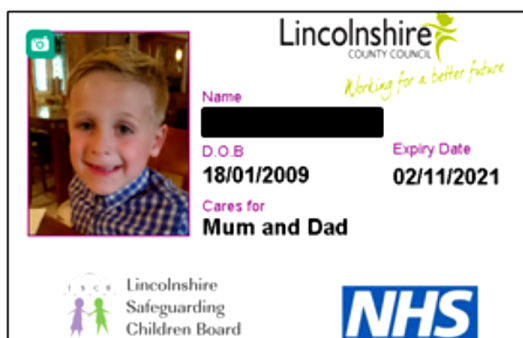 Lincolnshire
COUNTY COUNCIL
Working for a better future
Name
D.O.B
Expiry Date
18/01/2009
02/11/2021
Cares for
Mum and Dad
LSCB
Lincolnshire
Safeguarding
Children Board
NHS